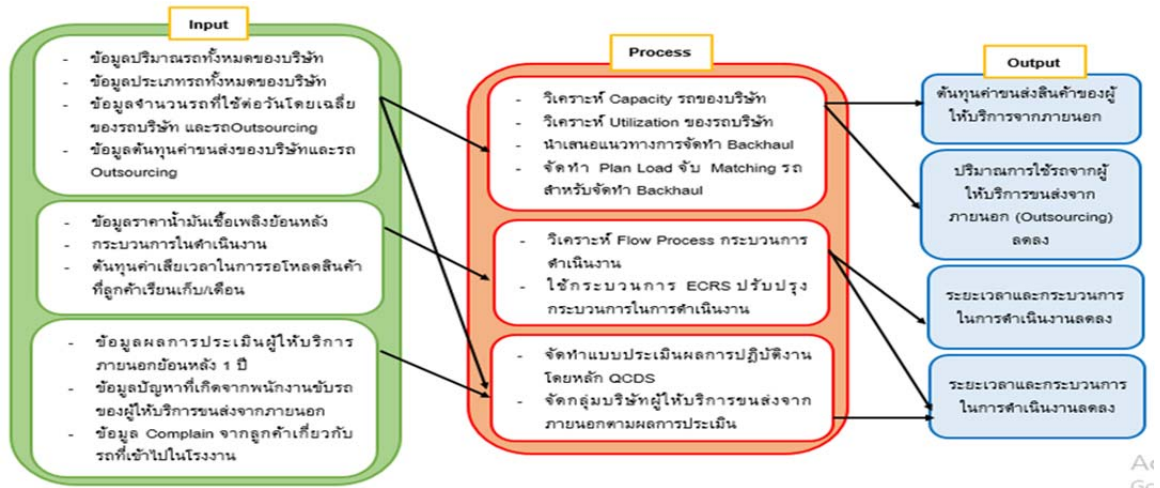 Input
- ข้อมูลปริมาณรถทั้งหมดของบริษัท
- ข้อมูลประเภทรถทั้งหมดของบริษัท
- ข้อมูลจำนวนรถที่ใช้ต่อวันโดยเฉลี่ย
ของรถบริษัท และรถOutsourcing
- ข้อมูลต้นทุนค่าขนส่งของบริษัทและรถ
Outsourcing
- ข้อมูลราคาน้ำมันเชื้อเพลิงย้อนหลัง
- กระบวนการในดำเนินงาน
- ต้นทุนค่าเสียเวลาในการรอโหลดสินค้า
ที่ลูกค้าเรียนเก็บ/เดือน
- ข้อมูลผลการประเมินผู้ให้บริการ
ภายนอกย้อนหลัง 1 ปี
- ข้อมูลปัญหาที่เกิดจากพนักงานขับรถ
ของผู้ให้บริการขนส่งจากภายนอก
- ข้อมูล Complain จากลูกค้าเกี่ยวกับ
รถที่เข้าไปในโรงงาน
Process
- วิเคราะห์ Capacity รถของบริษัท
- วิเคราะห์ Utilization ของรถบริษัท
- นำเสนอแนวทางการจัดทำ Backhaul
- จัดทำ Plan Load จับ Matching รถ
สำหรับจัดทำ Backhaul
- วิเคราะห์ Flow Process กระบวนการ
ดำเนินงาน
- ใช้กระบวนการ ECRS ปรับปรุง
กระบวนการในการดำเนินงาน
- จัดทำแบบประเมินผลการปฏิบัติงาน
โดยหลัก QCDS
- จัดกลุ่มบริษัทผู้ให้บริการขนส่งจาก
ภายนอกตามผลการประเมิน
Output
ต้นทุนค่าขนส่งสินค้าของผู้
ให้บริการจากภายนอก
ปริมาณการใช้รถจากผู้
ให้บริการขนส่งจาก
ภายนอก (Outsourcing)
ลดลง
ระยะเวลาและกระบวนการ
ในการดำเนินงานลดลง
ระยะเวลาและกระบวนการ
ในการดำเนินงานลดลง